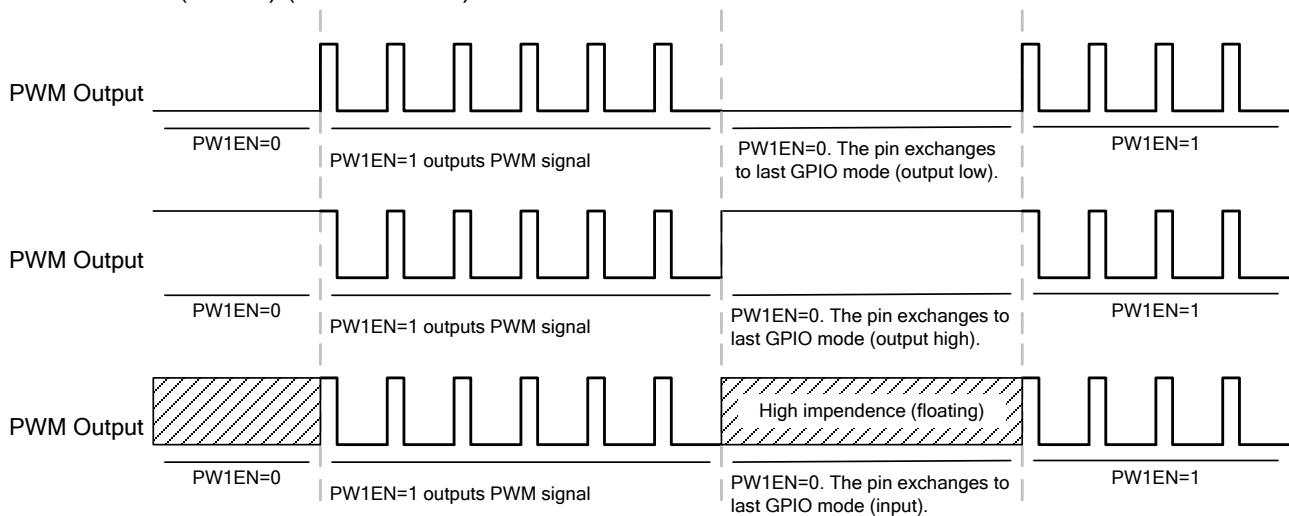 PWM Output
PW1EN=0
PW1EN=1 outputs PWM signal
PW1EN=0. The pin exchanges
to last GPIO mode (output low).
PW1EN=1
PWM Output
PW1EN=0
PW1EN=1 outputs PWM signal
PW1EN=0. The pin exchanges to
last GPIO mode (output high).
PW1EN=1
PWM Output
High impendence (floating)
PW1EN=0
PW1EN=1 outputs PWM signal
PW1EN=0. The pin exchanges to
last GPIO mode (input).
PW1EN=1